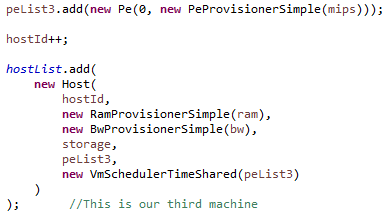 peList3.add(new Pe(0, new PeProvisionerSimple(mips)));
hostId++;
hostList.add(
new Host(
hostId,
new RamProvisionerSimple(ram),
new BwProvisionerSimple(bw),
storage,
peList3,
new VmSchedulerTimeShared(peList3)
)
); //This is our third machine